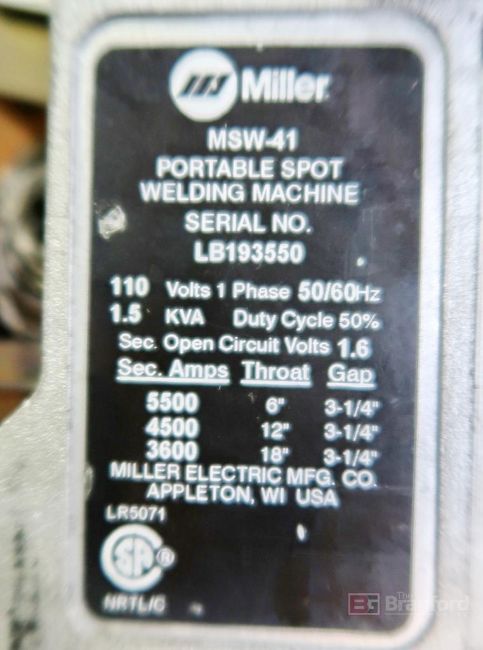 Miller
MSW-41
PORTABLE SPOT
WELDING MACHINE
SERIAL NO.
LB193550
110 Volts 1 Phase 50/60Hz
1.5 KVA Duty Cycle 50%
Sec. Open Circuit Volts 1.6
Sec. Amps Throat Gap
5500 6" 3-1/4"
4500 12" 3-1/4"
3600 18" 3-1/4"
MILLER ELECTRIC MFG. CO.
APPLETON, WI USA
LR5071
SA ®
NRTL/C
The
Bradford